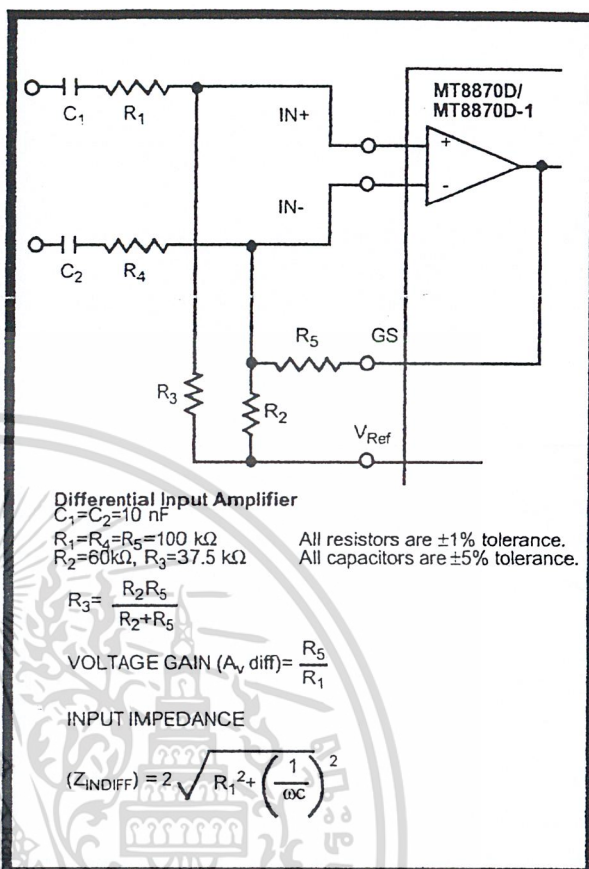 MT8870D/
MT8870D-1
C₁ R₁ IN+
+
-
IN-
C₂ R₄
R₅ GS
R₃ R₂
V_Ref
Differential Input Amplifier
C₁=C₂=10 nF
R₁=R₄=R₅=100 kΩ All resistors are ±1% tolerance.
R₂=60kΩ, R₃=37.5 kΩ All capacitors are ±5% tolerance.
R₃= R₂R₅ / R₂+R₅
VOLTAGE GAIN (A_v diff)= R₅ / R₁
INPUT IMPEDANCE
(Z_INDIFF) = 2 √ R₁²+ (1/ωc)²